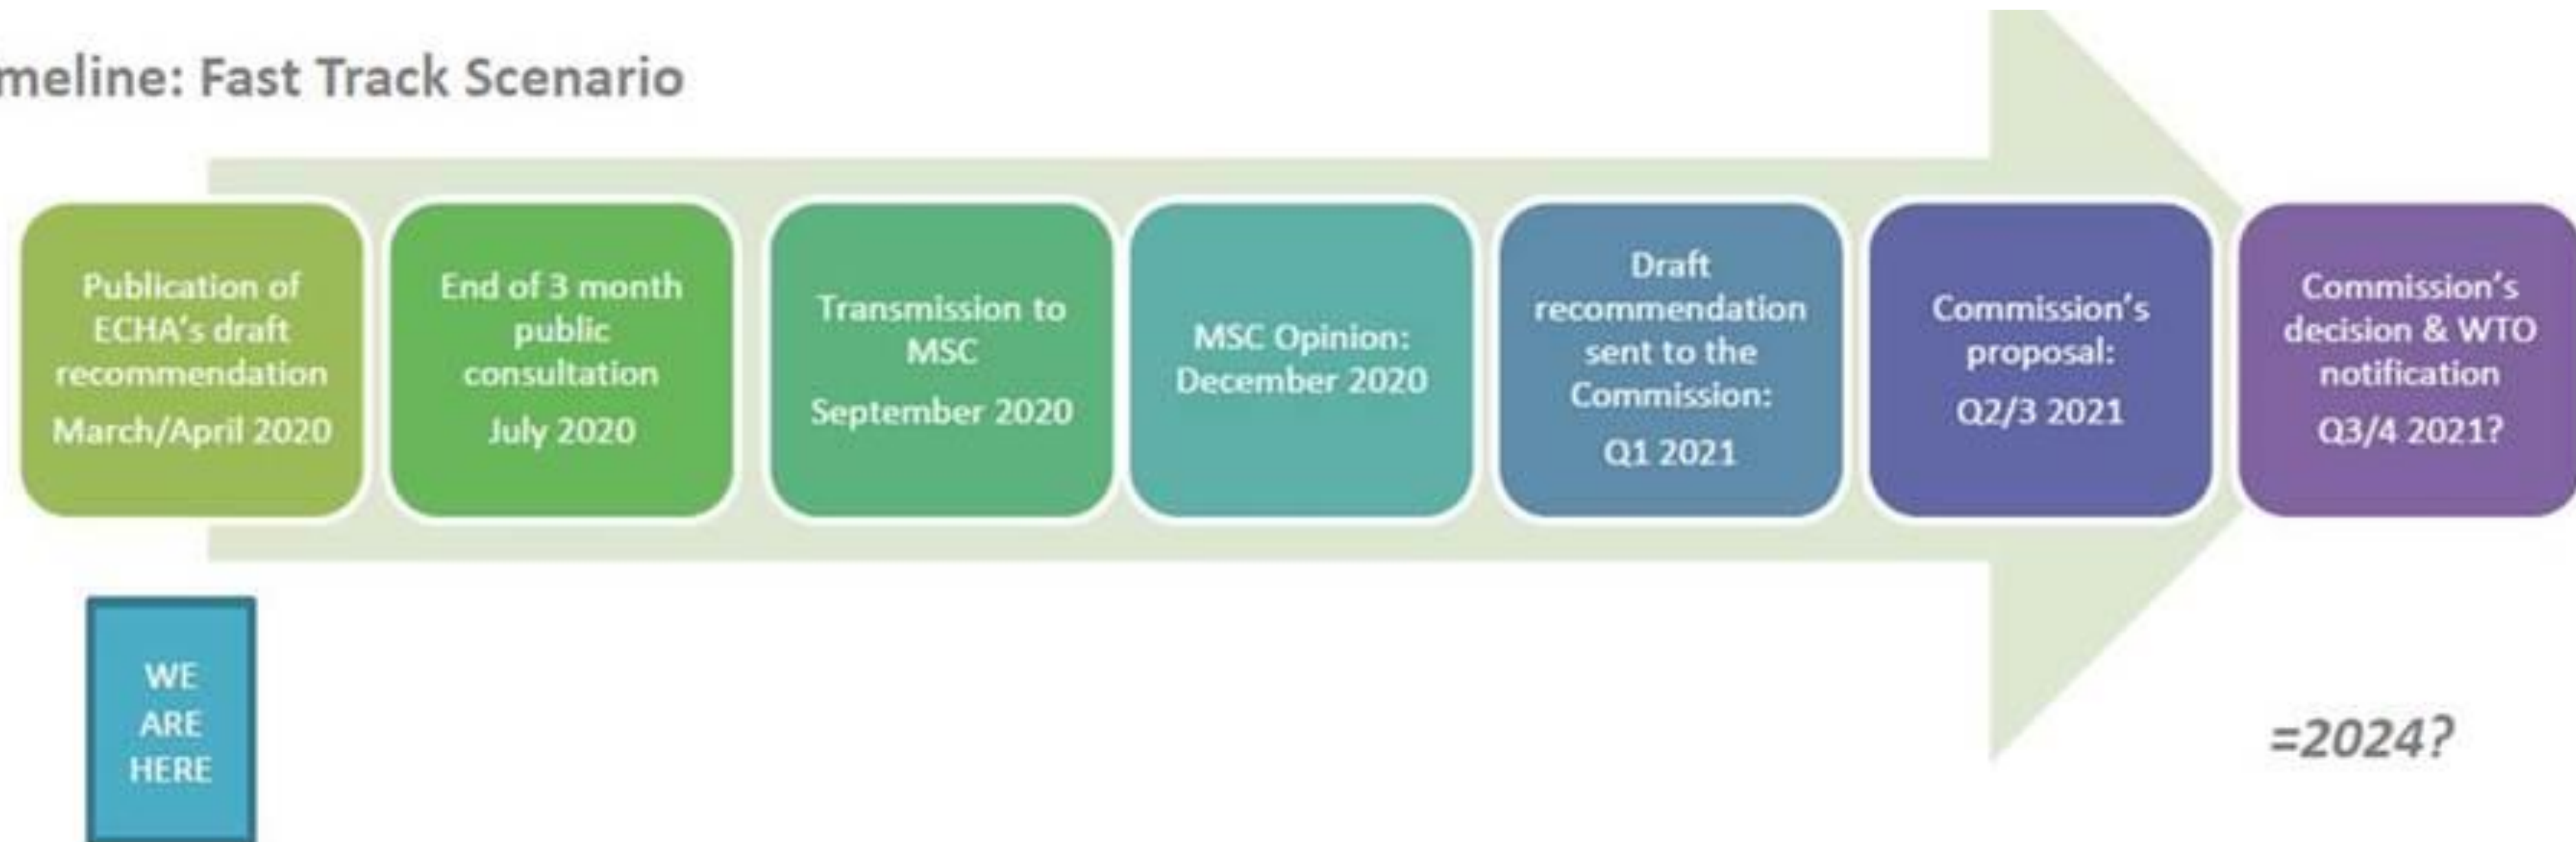 meline: Fast Track Scenario
Publication of
ECHA's draft
recommendation
March/April 2020
End of 3 month
public
consultation
July 2020
Transmission to
MSC
September 2020
MSC Opinion:
December 2020
Draft
recommendation
sent to the
Commission:
Q1 2021
Commission's
proposal:
Q2/3 2021
Commission's
decision & WTO
notification
Q3/4 2021?
WE
ARE
HERE
=2024?